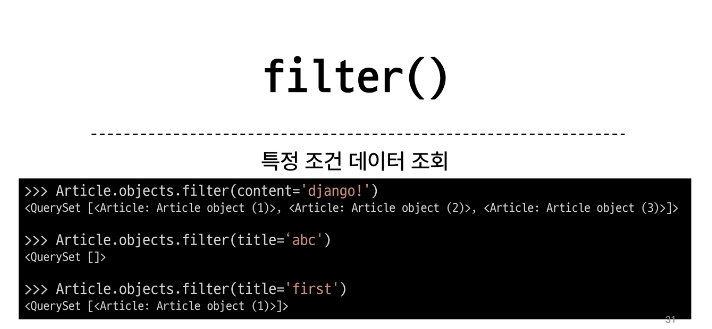 filter()
특정 조건 데이터 조회
>>> Article.objects.filter(content='django!')
<QuerySet [<Article: Article object (1)>, <Article: Article object (2)>, <Article: Article object (3)>]>
>>> Article.objects.filter(title=‘abc')
<QuerySet []>
>>> Article.objects.filter(title='first')
<QuerySet [<Article: Article object (1)>]>
31